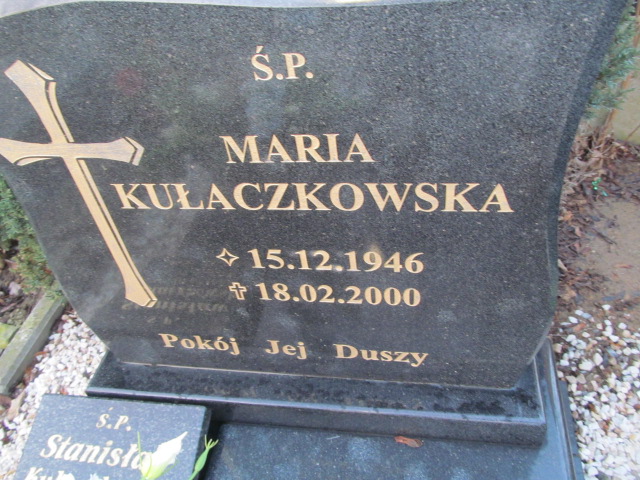 Ś.P.
MARIA
KUŁACZKOWSKA
15.12.1946
18.02.2000
Pokój Jej Duszy
Ś.P.